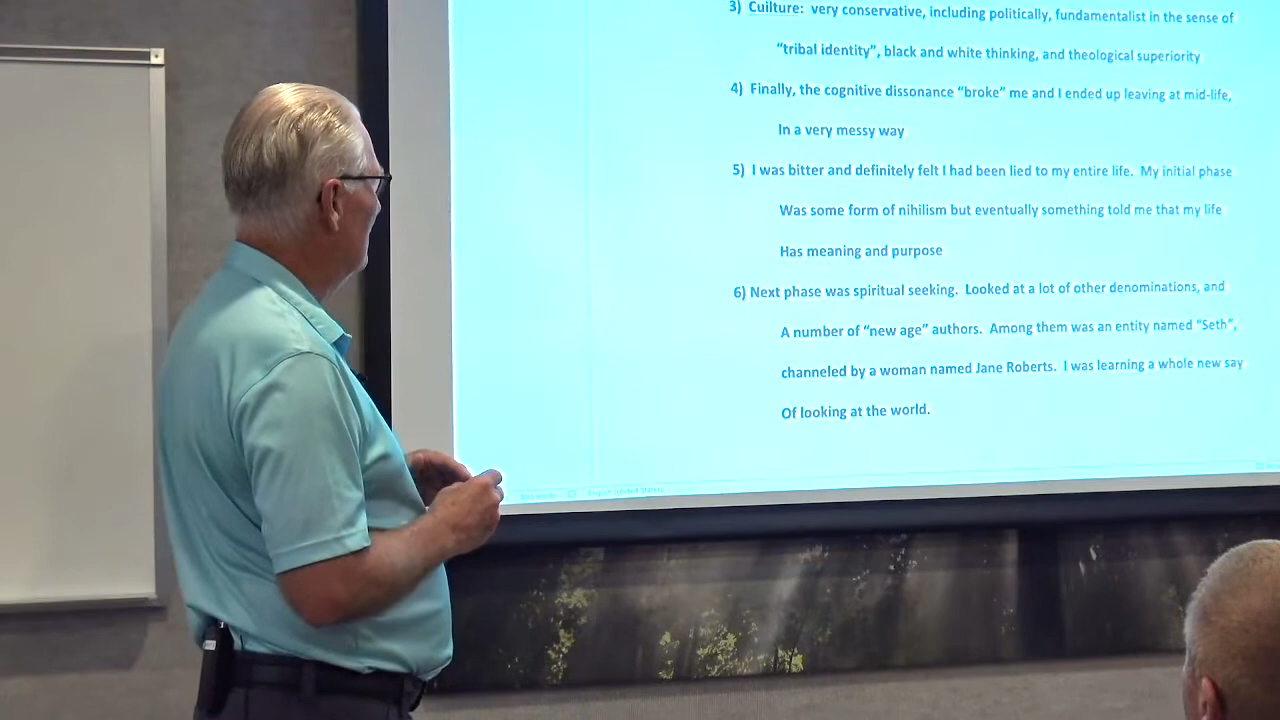 3) Cuilture: very conservative, including politically, fundamentalist in the sense of
“tribal identity”, black and white thinking, and theological superiority
4) Finally, the cognitive dissonance “broke” me and I ended up leaving at mid-life,
In a very messy way
5) I was bitter and definitely felt I had been lied to my entire life. My initial phase
Was some form of nihilism but eventually something told me that my life
Has meaning and purpose
6) Next phase was spiritual seeking. Looked at a lot of other denominations, and
A number of “new age” authors. Among them was an entity named “Seth”,
channeled by a woman named Jane Roberts. I was learning a whole new say
Of looking at the world.
English (United States)